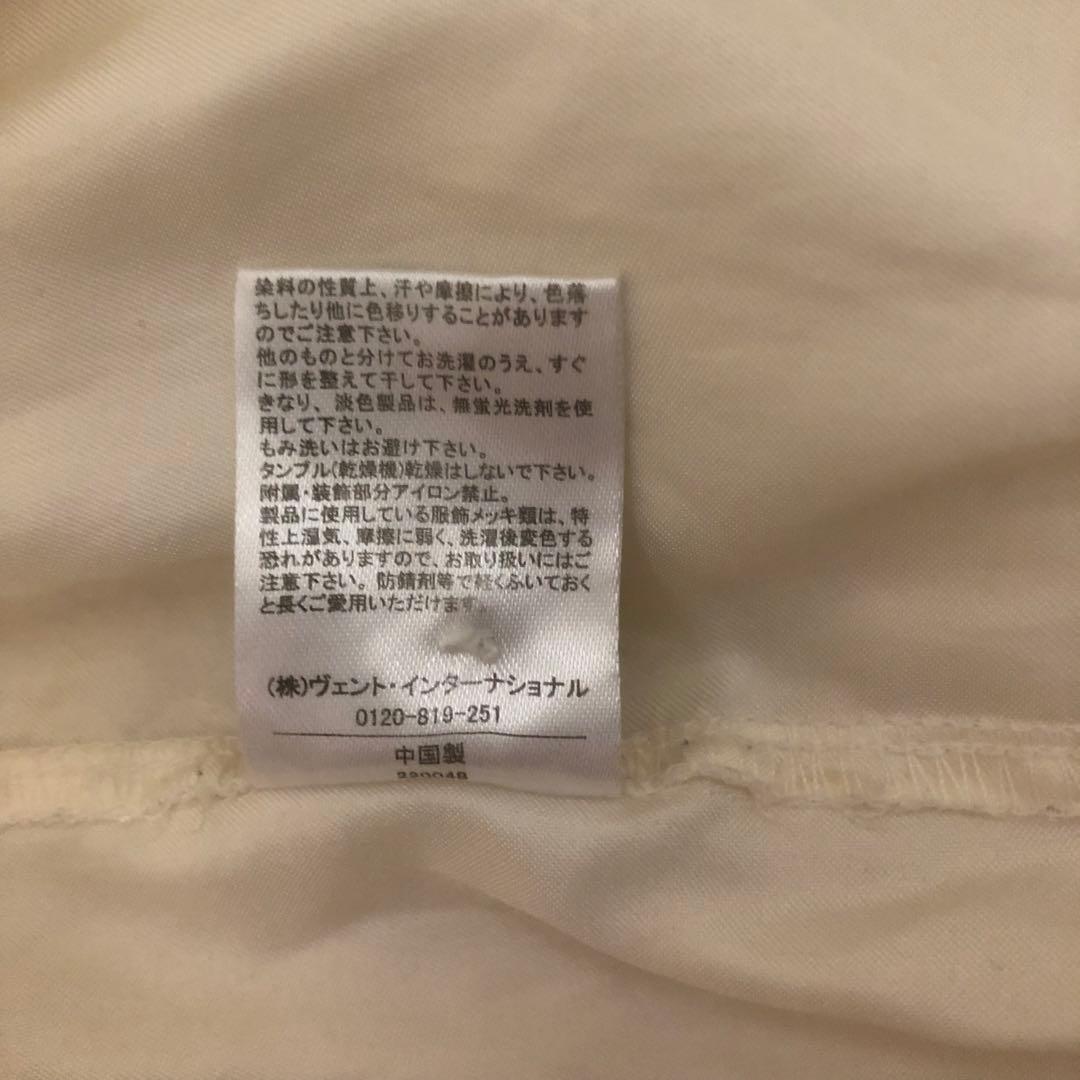 染料の性質上、汗や摩擦により、色落
ちしたり他に色移りすることがあります
のでご注意下さい。
他のものと分けてお洗濯のうえ、すぐ
に形を整えて干して下さい。
きなり、淡色製品は、無蛍光洗剤を使
用して下さい。
もみ洗いはお避け下さい。
タンブル(乾燥機)乾燥はしないで下さい。
附属・装飾部分アイロン禁止。
製品に使用している服飾メッキ類は、特
性上湿気、摩擦に弱く、洗濯後変色する
恐れがありますので、お取り扱いにはご
注意下さい。防錆剤等で軽くふいておく
と長くご愛用いただけます。
(株)ヴェント・インターナショナル
0120-819-251
中国製